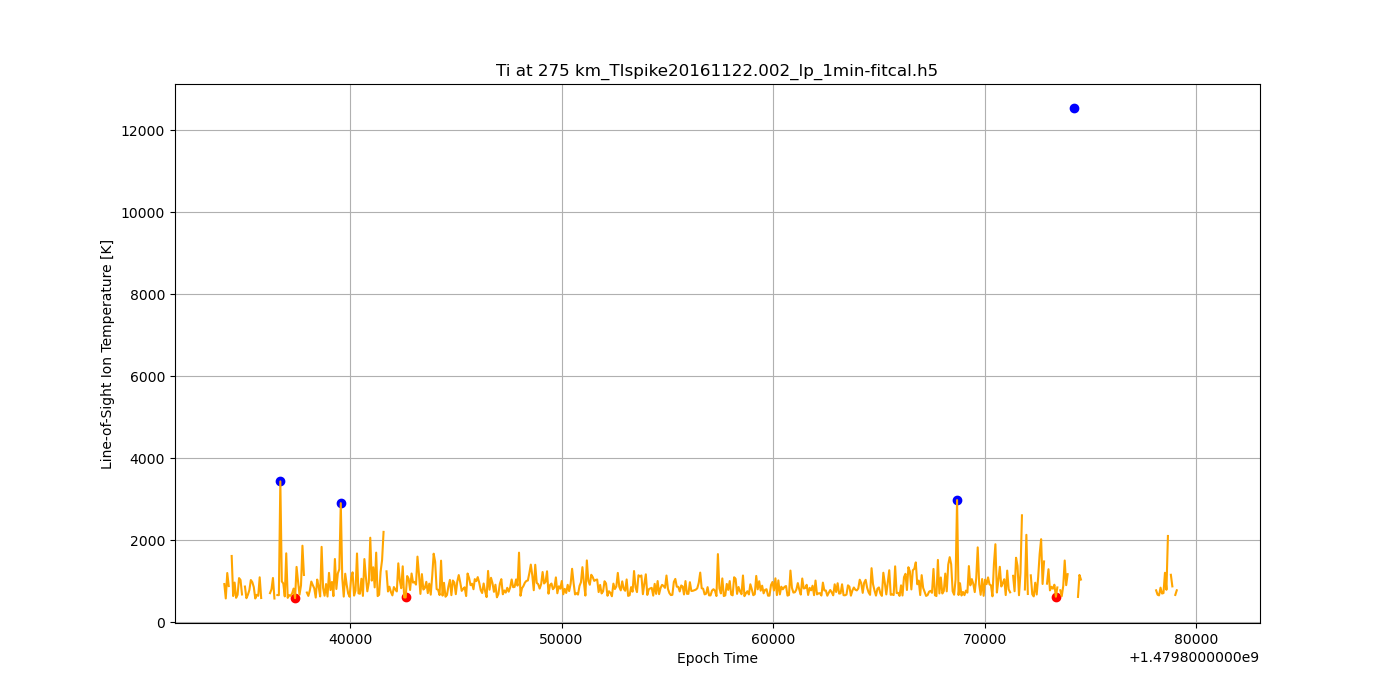 Ti at 275 km_TIspike20161122.002_lp_1min-fitcal.h5
Line-of-Sight Ion Temperature [K]
12000
10000
8000
6000
4000
2000
0
40000 50000 60000 70000 80000
Epoch Time
+1.4798000000e9